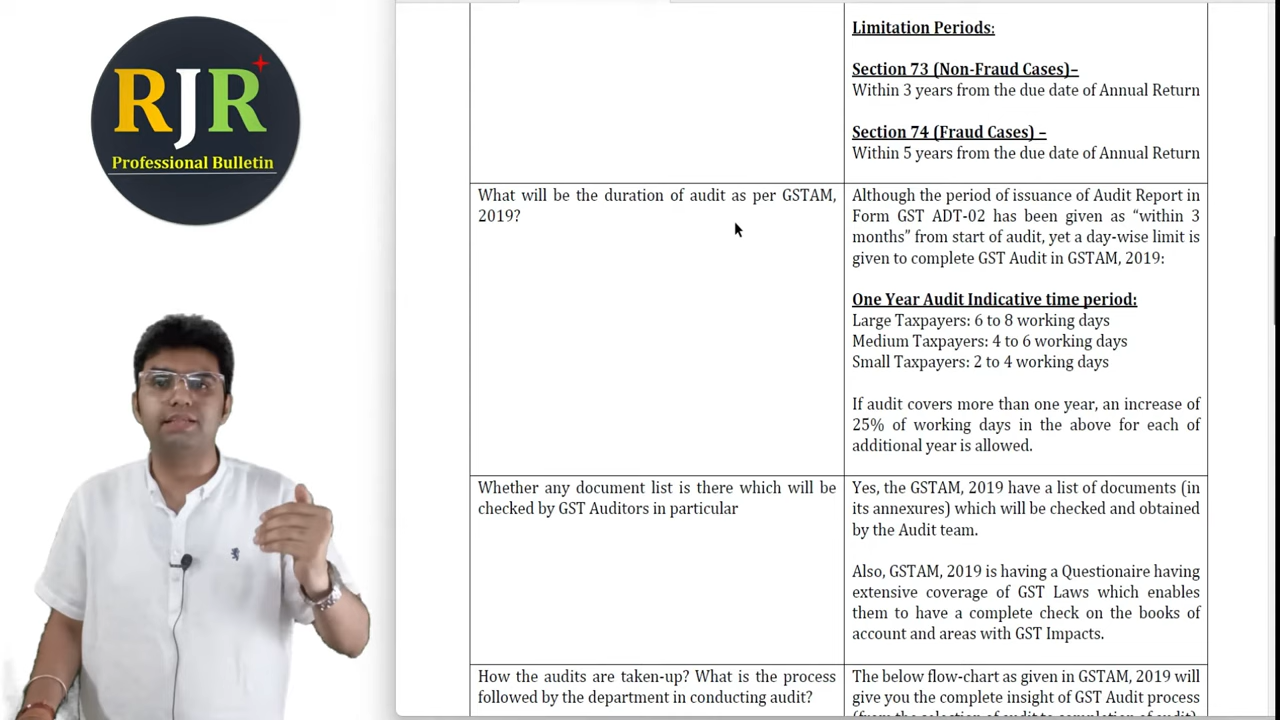 RJR
Professional Bulletin
Limitation Periods:
Section 73 (Non-Fraud Cases)–
Within 3 years from the due date of Annual Return
Section 74 (Fraud Cases) –
Within 5 years from the due date of Annual Return
What will be the duration of audit as per GSTAM,
2019?
Although the period of issuance of Audit Report in
Form GST ADT-02 has been given as “within 3
months” from start of audit, yet a day-wise limit is
given to complete GST Audit in GSTAM, 2019:
One Year Audit Indicative time period:
Large Taxpayers: 6 to 8 working days
Medium Taxpayers: 4 to 6 working days
Small Taxpayers: 2 to 4 working days
If audit covers more than one year, an increase of
25% of working days in the above for each of
additional year is allowed.
Whether any document list is there which will be
checked by GST Auditors in particular
Yes, the GSTAM, 2019 have a list of documents (in
its annexures) which will be checked and obtained
by the Audit team.
Also, GSTAM, 2019 is having a Questionaire having
extensive coverage of GST Laws which enables
them to have a complete check on the books of
account and areas with GST Impacts.
How the audits are taken-up? What is the process
followed by the department in conducting audit?
The below flow-chart as given in GSTAM, 2019 will
give you the complete insight of GST Audit process
(from the selection of audit to completion of audit)